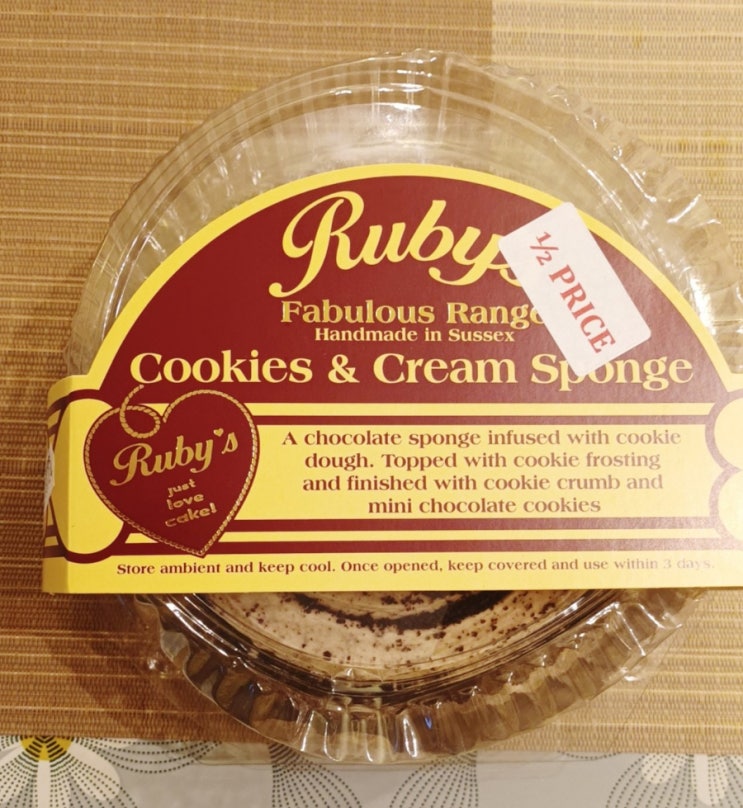 Ruby's
½ PRICE
Fabulous Range
Handmade in Sussex
Cookies & Cream Sponge
Ruby's
just
love
cake!
A chocolate sponge infused with cookie
dough. Topped with cookie frosting
and finished with cookie crumb and
mini chocolate cookies
Store ambient and keep cool. Once opened, keep covered and use within 3 days.